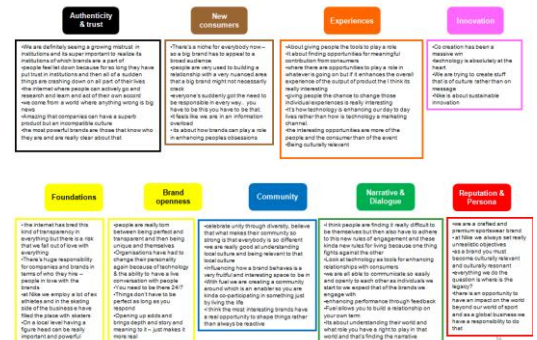 Authenticity
& trust
•We are definitely seeing a growing mistrust in
institutions and its super important to realize its
institutions of which brands are a part of
•people feel let down because for so long they have
put trust in institutions and then all of a sudden
things are crashing down on all part of their lives
•the internet where people can actively go and
research and learn and act of their own accord
•we come from a world where anything wrong is big
news
•Amazing that companies can have a superb
product but an incompatible culture
•the most powerful brands are those that know who
they are and are really clear about that
New
consumers
•There's a niche for everybody now –
so a big brand has to appeal to a
broad audience
•people are very used to building a
relationship with a very nuanced area
that a big brand might not necessarily
crack
•everyone's suddenly got the need to
be responsible in every way.. you
have to be this you have to be that
•it feels like we are in an information
overload
•Its about how brands can play a role
in enhancing peoples obsessions
Experiences
•About giving people the tools to play a role
•It about finding opportunities for meaningful
contribution from consumers
•where there are opportunities to play a role in
whatever is going on but if it enhances the overall
experience of the output of the product I think its
really interesting
•giving people the chance to change those
individual experiences is really interesting
•It's how technology is enhancing our day to day
lives rather than how is technology a marketing
channel
•the interesting opportunities are more of the
people and the consumer than of the event
•Being culturally relevant
Innovation
•Co creation has been a
massive win
•technology is absolutely at the
heart
•We are trying to create stuff
that is of culture rather than an
message
•Nike is about sustainable
innovation
Foundations
•the internet has bred this
kind of transparency in
everything but there is a risk
that we fall out of love with
everything
•There's a huge responsibility
for companies and brands in
terms of who they hire –
people in love with the
brands
•at Nike we employ a lot of ex
athletes and in the skating
side of the business e have
filled the place with skaters
•On a local level having a
figure head can be really
important and powerful
Brand
openness
•people are really torn
between being perfect and
transparent and then being
unique and themselves
•Organisations have had to
change their personality
again because of technology
& the ability to have a live
conversation with people
•You need to be there 24/7
•Things don't have to be
perfect as long as you
respond
•Opening up adds and
brings depth and story and
meaning to it – just makes it
more real
Community
•celebrate unity through diversity, believe
that what makes their community so
strong is that everybody is so different
•we are really good at understanding
local culture and being relevant to that
local culture
•Influencing how a brand behaves is a
very fruitful and interesting space to be in
•With fuel we are creating a community
around which is an enabler so you are
kinda co-participating in something just
by living life
•I think the most interesting brands have
a real opportunity to shape things rather
than always be reactive
Narrative &
Dialogue
•I think people are finding it really difficult to
be themselves but then also have to adhere
to this new rules of engagement and these
kinds new rules for living because one thing
fights against the other
•Look at technology as tools for enhancing
relationships with consumers
•we are all able to communicate so easily
and openly to each other as individuals we
start to we expect that of the brands we
engage with
•enhancing performance through feedback
•Fuel allows you to build a relationship on
your own term
•Its about understanding their world and
what role you have a right to play in that
world and that's finding the narrative
Reputation &
Persona
•we are a crafted and
premium sportswear brand
• at Nike we always set really
unrealistic objectives
•as a brand you must
become culturally relevant
and culturally resonant
•everything we do the
question is where is the
legacy?
•there is an opportunity to
have an impact on the world
beyond our world of sport
and as a global business we
have a responsibility to do
that